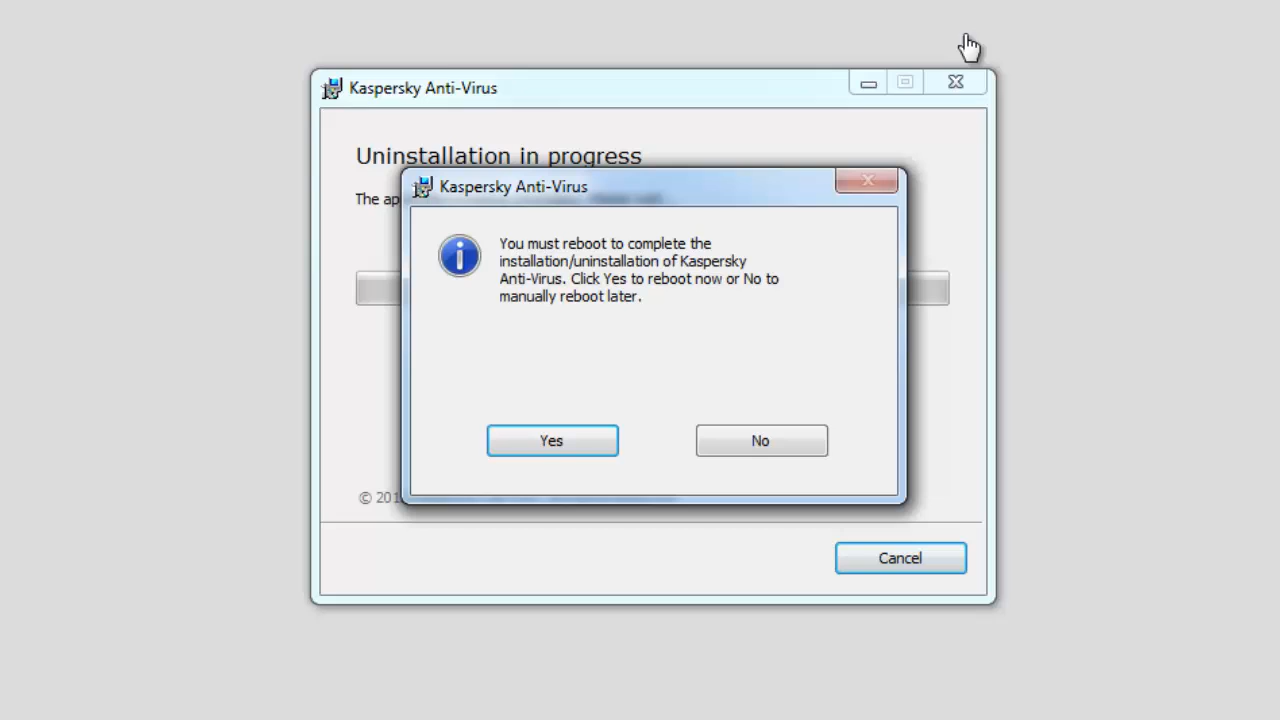 Kaspersky Anti-Virus
Uninstallation in progress
The ap
Kaspersky Anti-Virus
You must reboot to complete the
installation/uninstallation of Kaspersky
Anti-Virus. Click Yes to reboot now or No to
manually reboot later.
Yes
No
© 201
Cancel